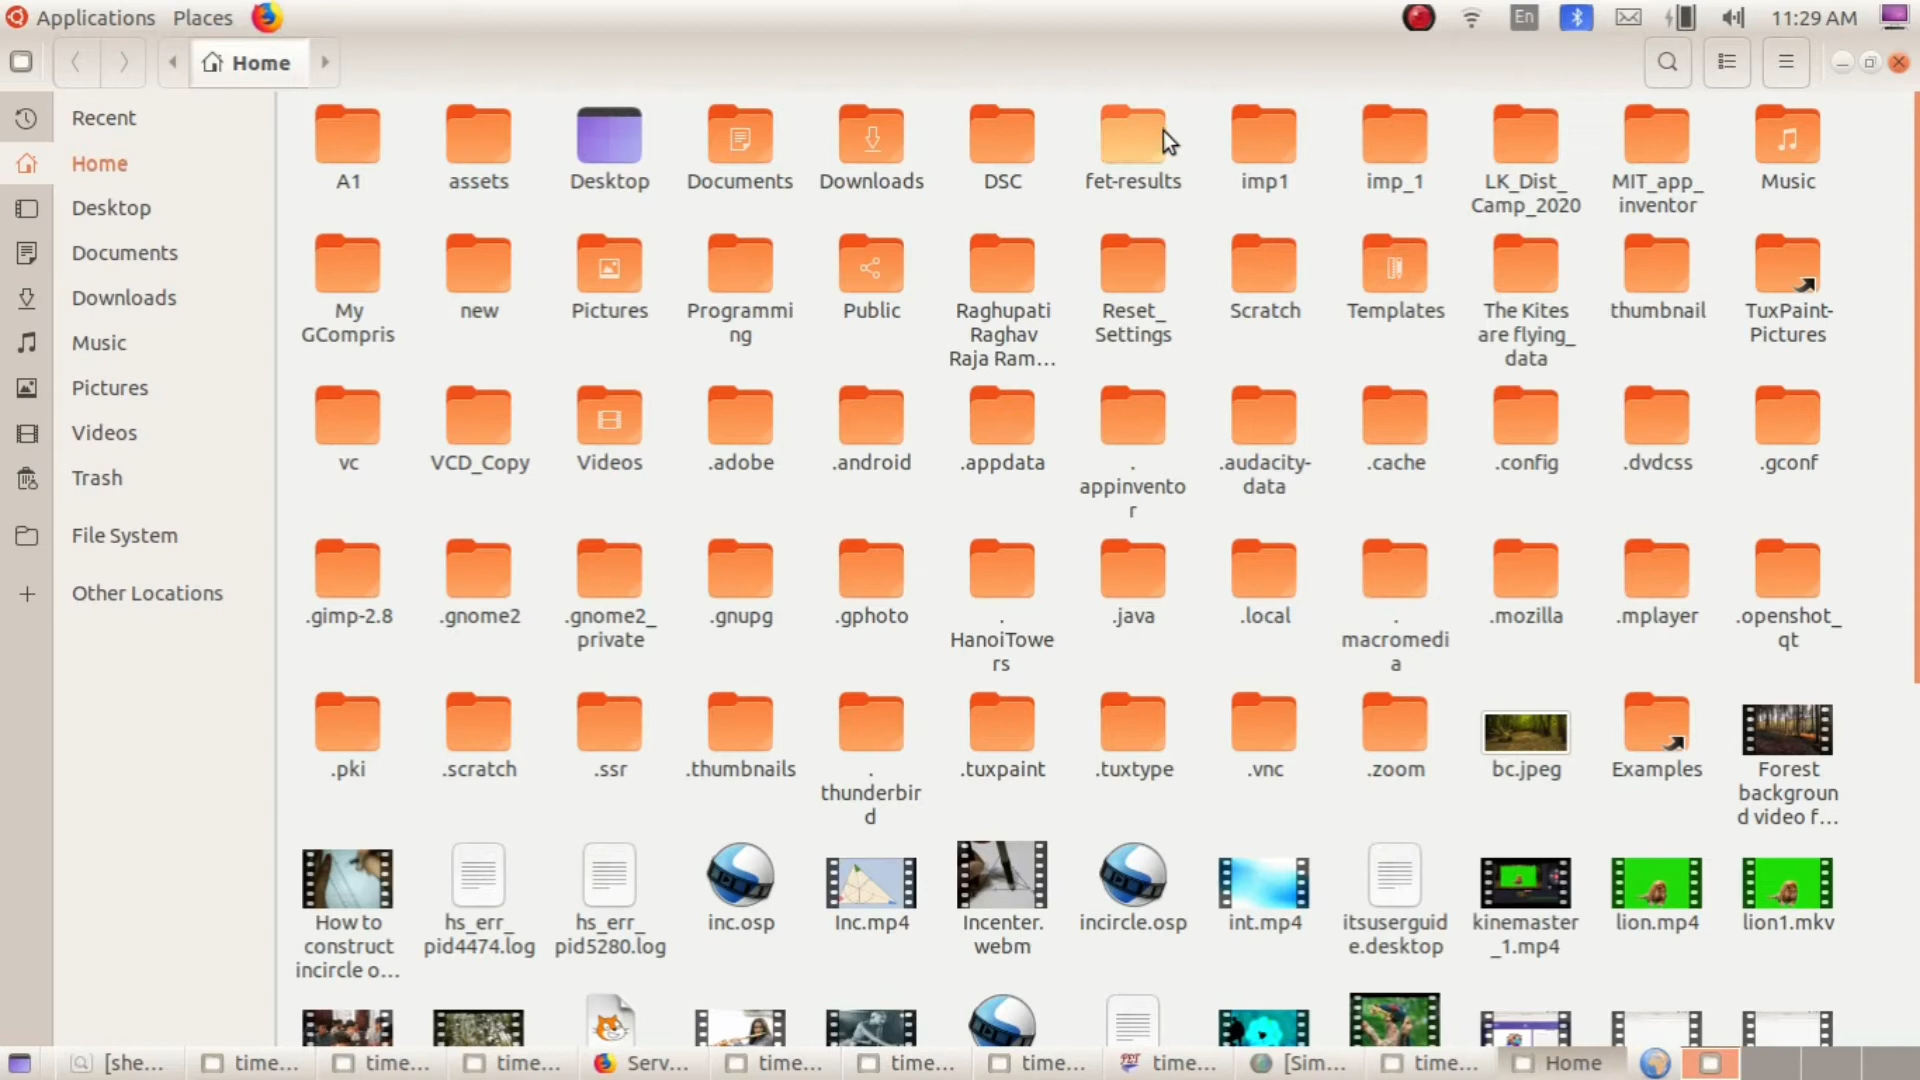 Applications Places
En
11:29 AM
Home
Recent
Home
Desktop
Documents
Downloads
Music
Pictures
Videos
Trash
File System
Other Locations
A1
assets
Desktop
Documents
Downloads
DSC
fet-results
imp1
imp_1
LK_Dist_
Camp_2020
MIT_app_
inventor
Music
My
GCompris
new
Pictures
Programmi
ng
Public
Raghupati
Raghav
Raja Ram...
Reset_
Settings
Scratch
Templates
The Kites
are flying_
data
thumbnail
TuxPaint-
Pictures
vc
VCD_Copy
Videos
.adobe
.android
.appdata
.
appinvento
r
.audacity-
data
.cache
.config
.dvdcss
.gconf
.gimp-2.8
.gnome2
.gnome2_
private
.gnupg
.gphoto
.
HanoiTowe
rs
.java
.local
.
macromedi
a
.mozilla
.mplayer
.openshot_
qt
.pki
.scratch
.ssr
.thumbnails
.
thunderbir
d
.tuxpaint
.tuxtype
.vnc
.zoom
bc.jpeg
Examples
Forest
backgroun
d video f...
How to
construct
incircle o...
hs_err_
pid4474.log
hs_err_
pid5280.log
inc.osp
Inc.mp4
Incenter.
webm
incircle.osp
int.mp4
itsuserguid
e.desktop
kinemaster
_1.mp4
lion.mp4
lion1.mkv
[she...
time...
time...
time...
Serv...
time...
time...
time...
FET time...
[Sim...
time...
Home